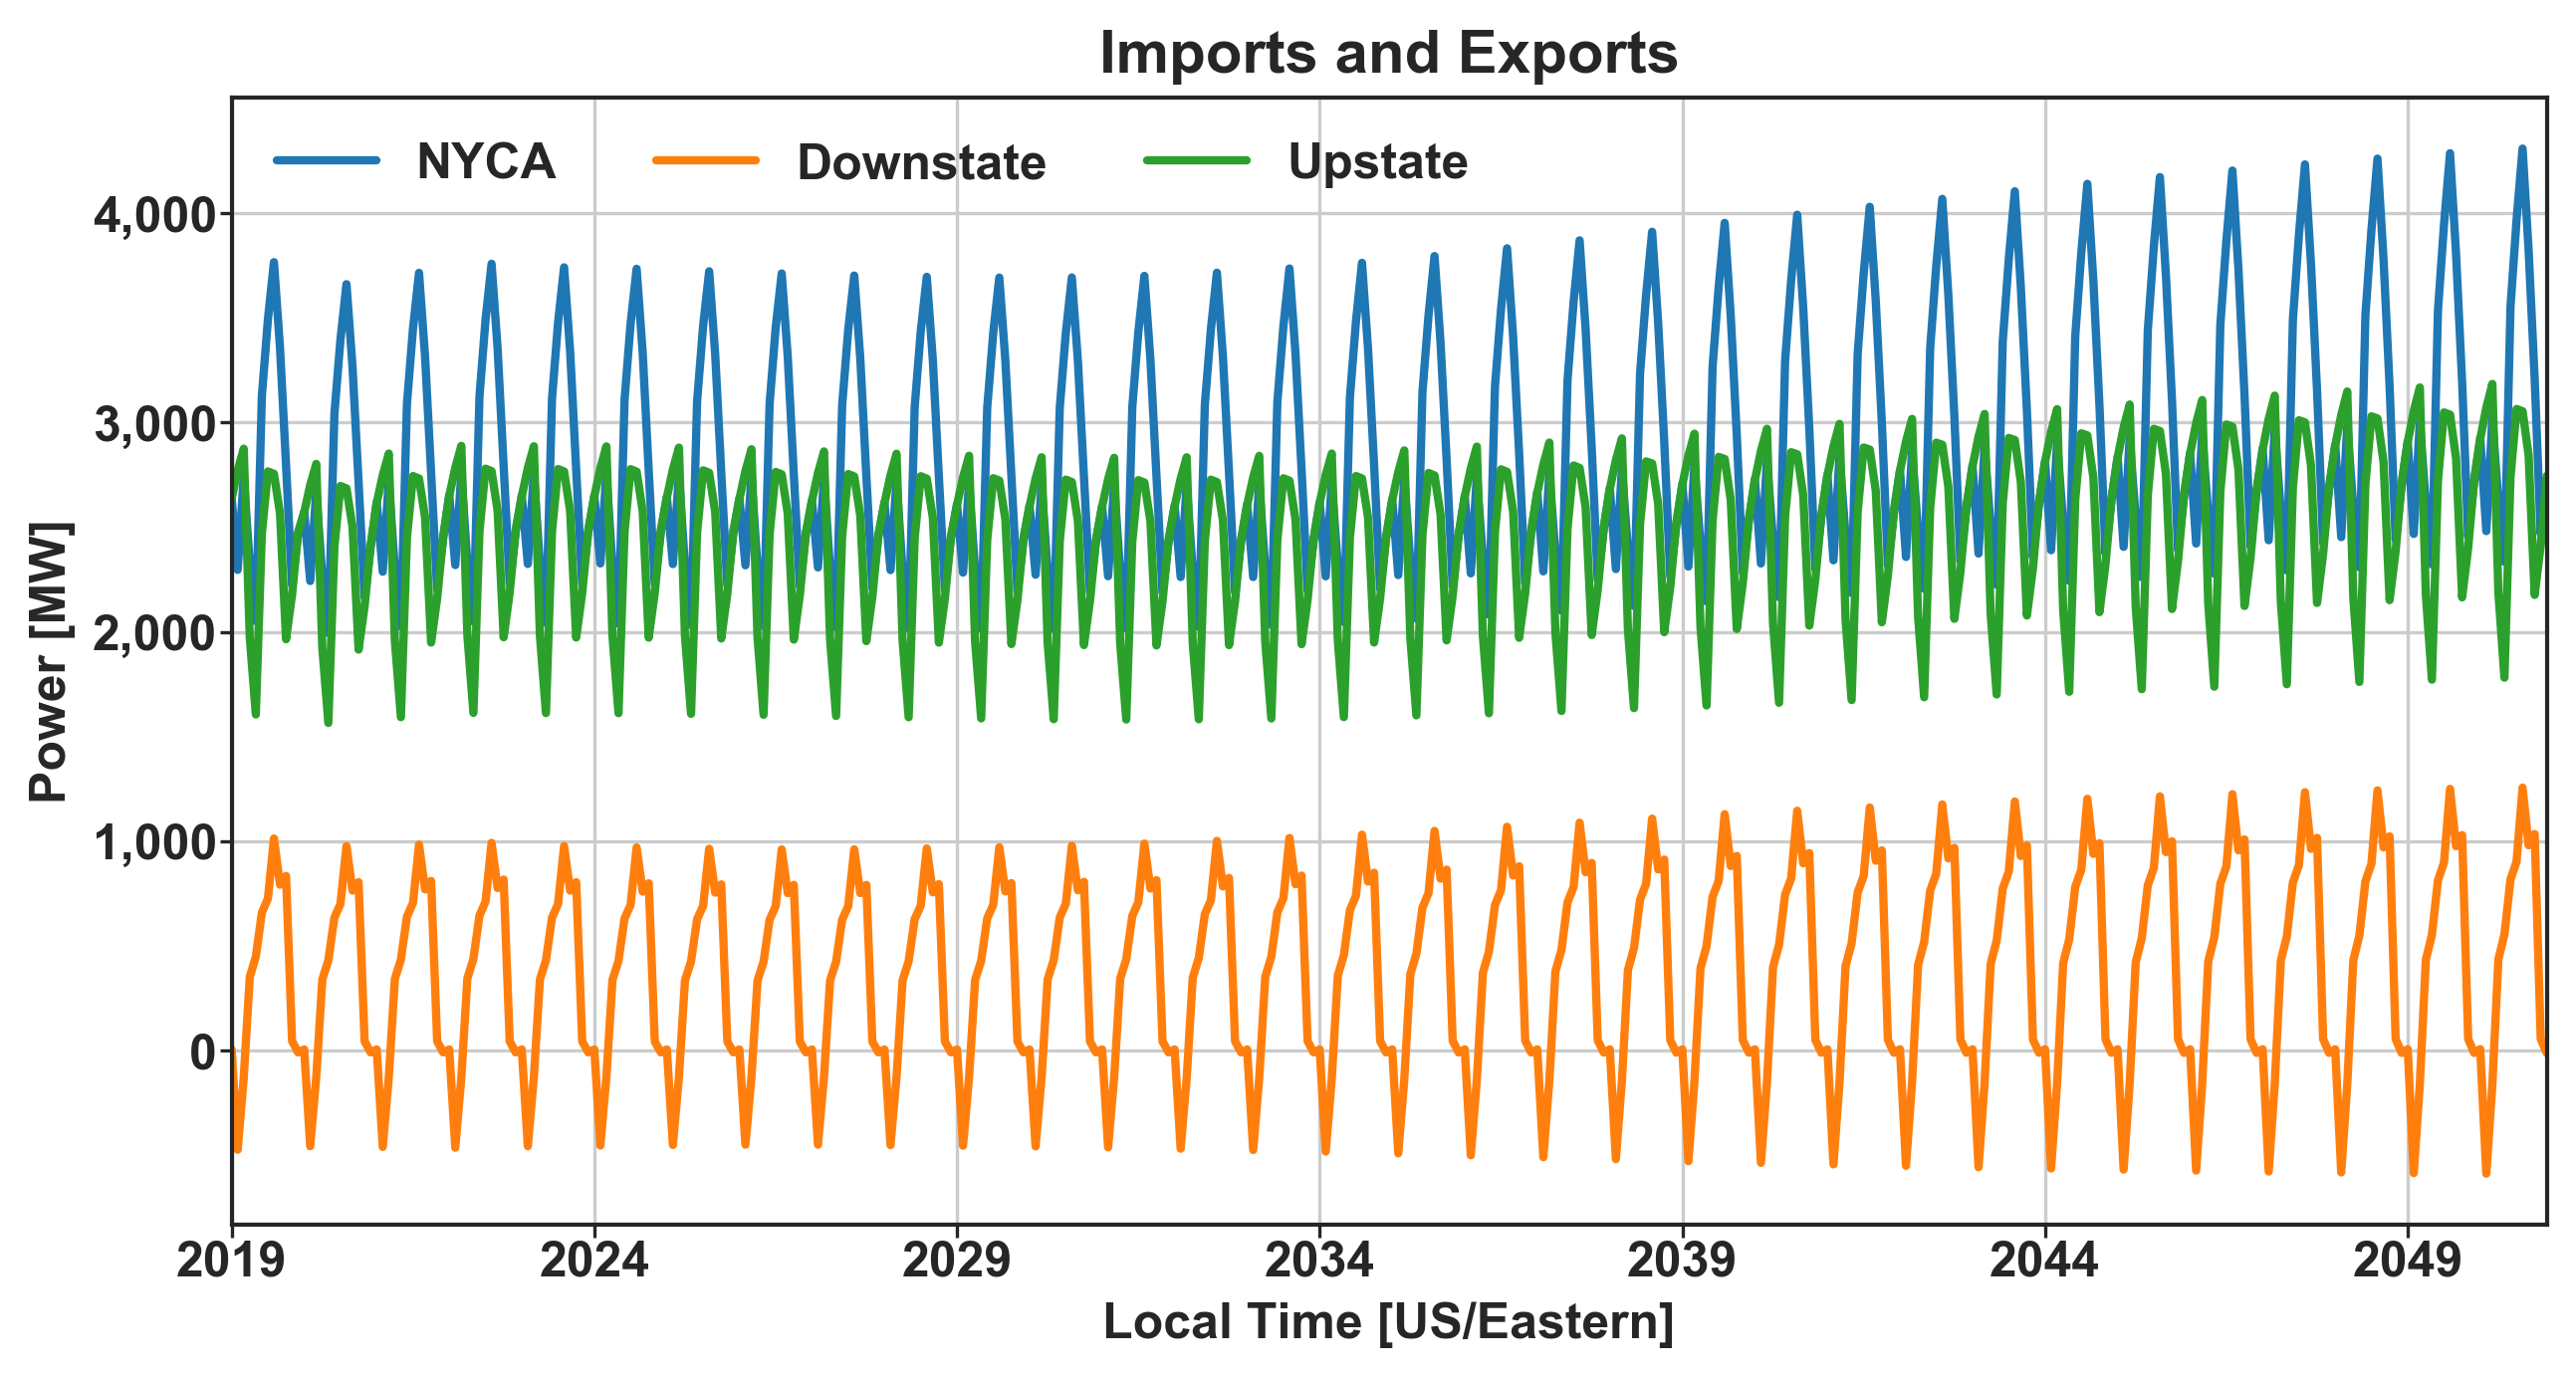 Imports and Exports
NYCA Downstate Upstate
4,000
3,000
2,000
1,000
0
Power [MW]
2019 2024 2029 2034 2039 2044 2049
Local Time [US/Eastern]